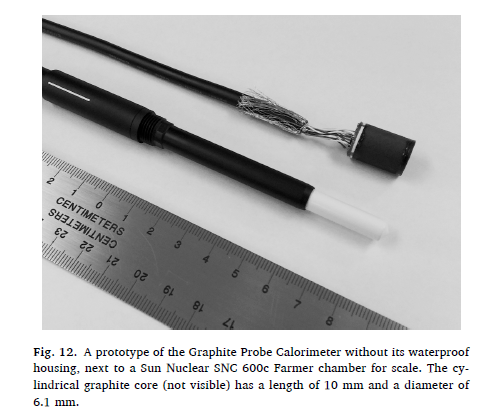 2 1 0 1 2 3 4 5 6 7 8
CENTIMETERS
CENTIMETERS
23 22 21 20 19 18 17
Fig. 12. A prototype of the Graphite Probe Calorimeter without its waterproof
housing, next to a Sun Nuclear SNC 600c Farmer chamber for scale. The cy-
lindrical graphite core (not visible) has a length of 10 mm and a diameter of
6.1 mm.